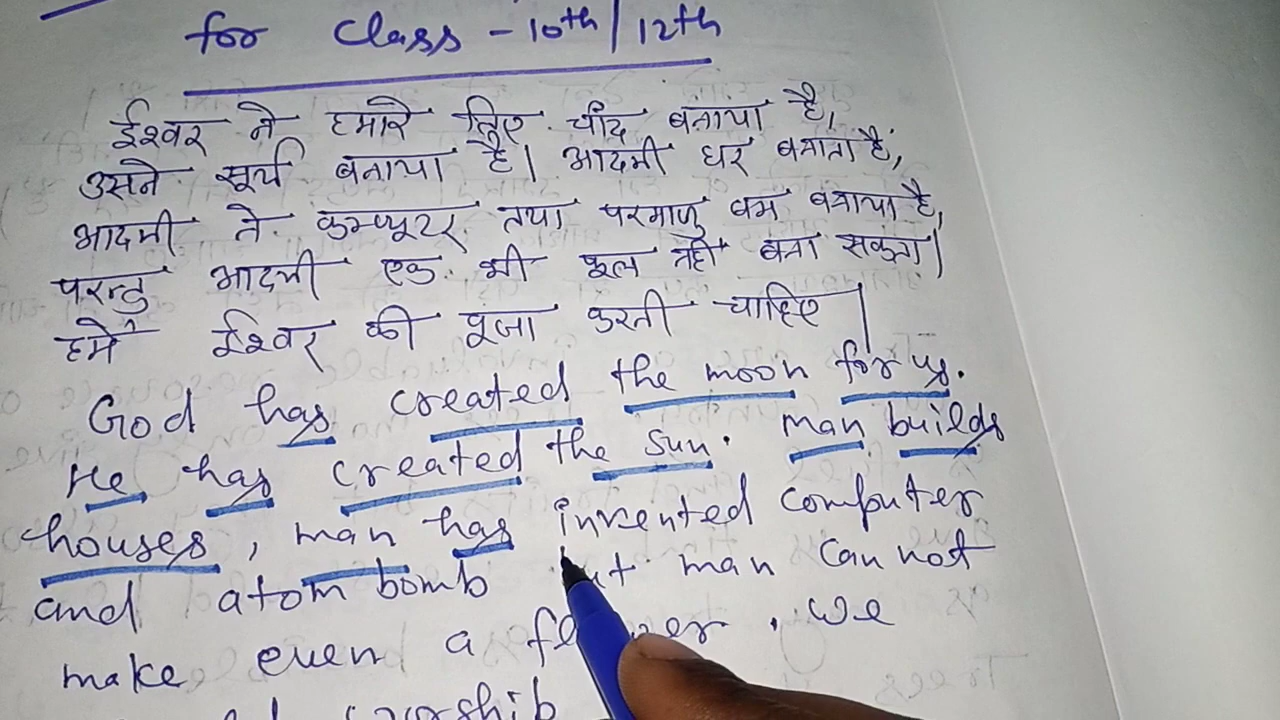 for Class - 10th/12th
ईश्वर ने हमारे लिए चाँद बनाया है,
उसने सूर्य बनाया है। आदमी घर बनाता है,
आदमी ने कम्प्यूटर तथा परमाणु बम बनाया है,
परन्तु आदमी एक भी फूल नहीं बना सकता।
हमें ईश्वर की पूजा करनी चाहिए।
God has created the moon for us.
He has created the sun. man builds
houses, man has invented computer
and atom bomb but man can not
make even a flower. we
worship